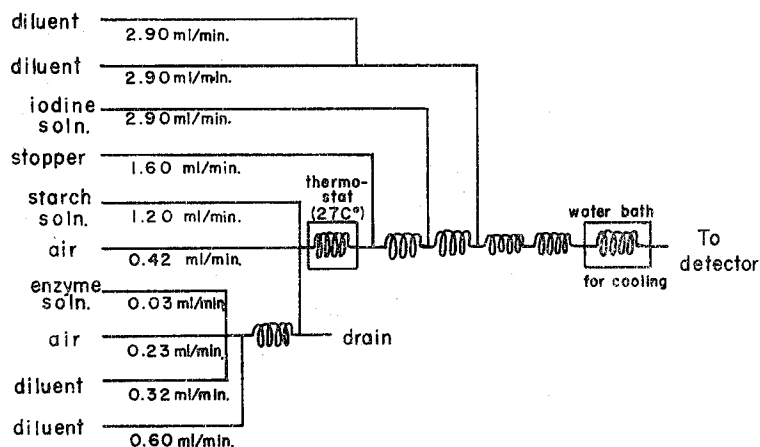 diluent
2.90 ml/min.
diluent
2.90 ml/min.
iodine
soln.
2.90 ml/min.
stopper
1.60 ml/min.
starch
soln.
1.20 ml/min.
air
0.42 ml/min.
enzyme
soln.
0.03 ml/min.
air
0.23 ml/min.
diluent
0.32 ml/min.
diluent
0.60 ml/min.
thermo-
stat
(27C°)
drain
water bath
for cooling
To
detector